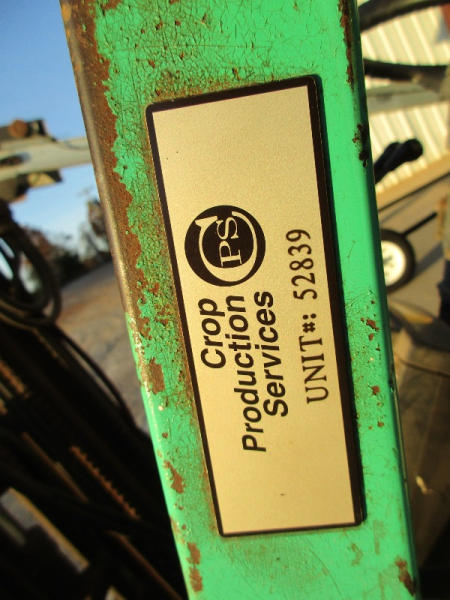 CPS
Crop
Production
Services
UNIT#: 52839